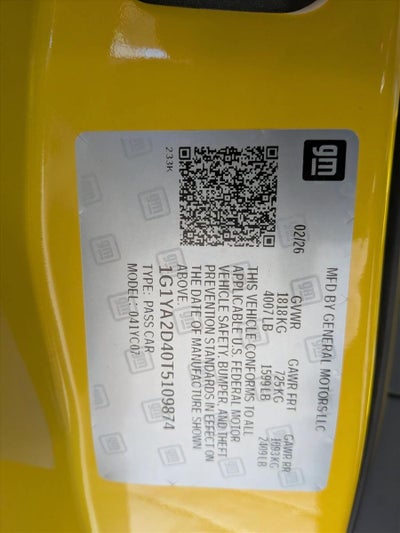 gm
MFD BY GENERAL MOTORS LLC
02/26 GVWR GAWR FRT GAWR RR
1818KG 725KG 1093KG
4007LB 1599LB 2409LB
THIS VEHICLE CONFORMS TO ALL
APPLICABLE U.S. FEDERAL MOTOR
VEHICLE SAFETY, BUMPER, AND THEFT
PREVENTION STANDARDS IN EFFECT ON
THE DATE OF MANUFACTURE SHOWN
ABOVE.
1G1YA2D40T5109874
TYPE: PASS CAR
MODEL: 041YC07
233K